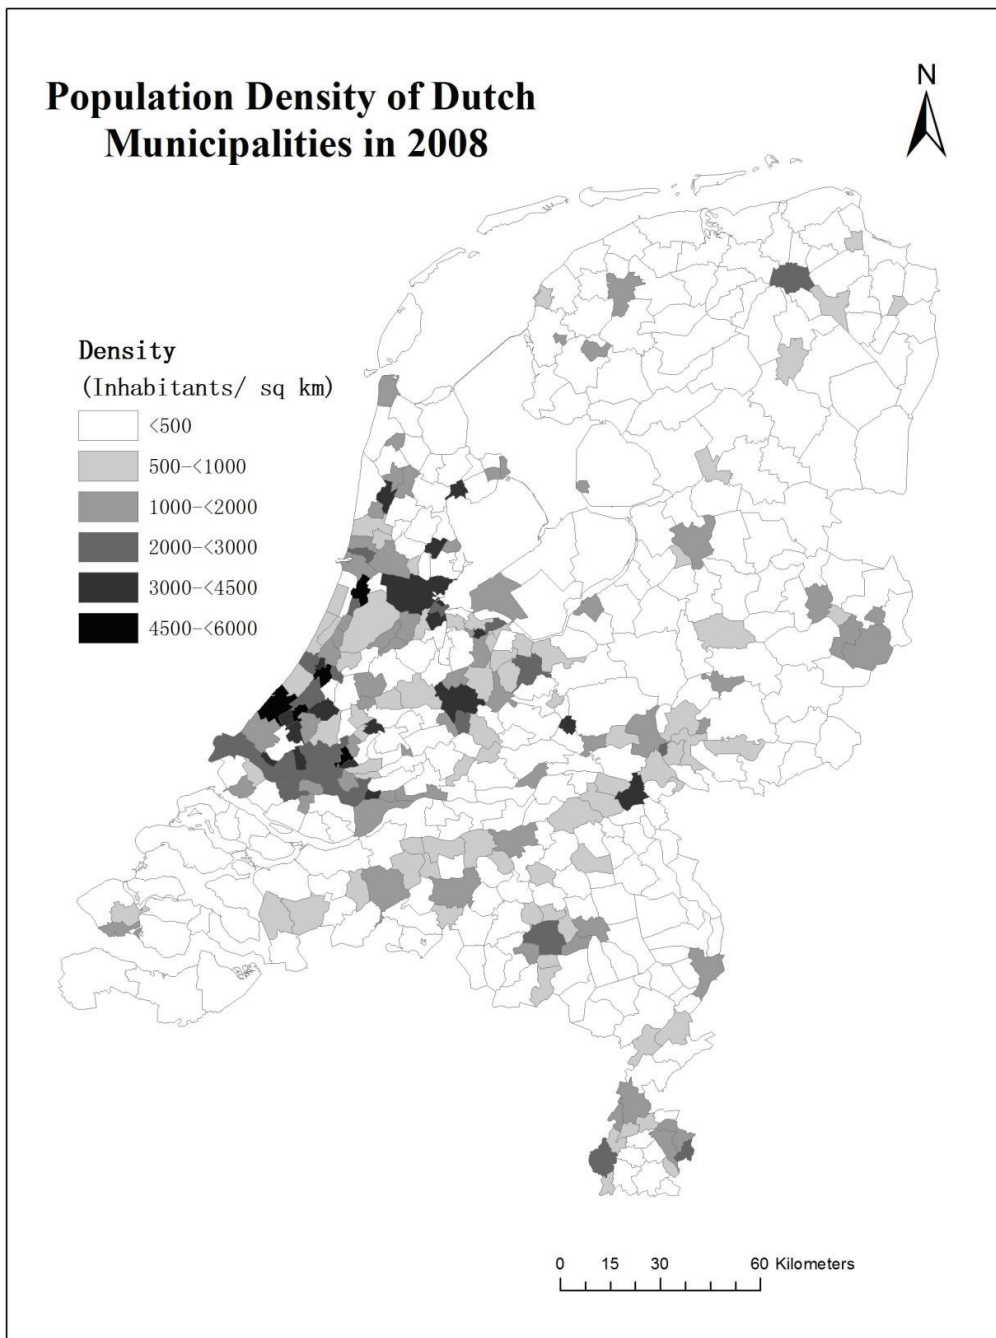 Population Density of Dutch
Municipalities in 2008
N
Density
(Inhabitants/ sq km)
<500
500-<1000
1000-<2000
2000-<3000
3000-<4500
4500-<6000
0 15 30 60 Kilometers